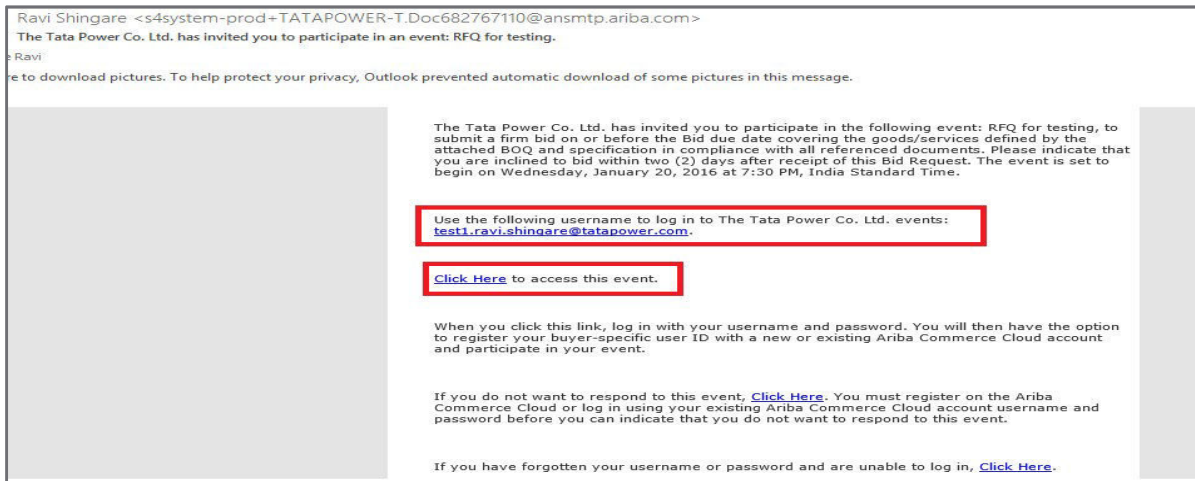 Ravi Shingare <s4system-prod+TATAPOWER-T.Doc682767110@ansmtp.ariba.com>
The Tata Power Co. Ltd. has invited you to participate in an event: RFQ for testing.
Ravi
re to download pictures. To help protect your privacy, Outlook prevented automatic download of some pictures in this message.
The Tata Power Co. Ltd. has invited you to participate in the following event: RFQ for testing, to
submit a firm bid on or before the Bid due date covering the goods/services defined by the
attached BOQ and specification in compliance with all referenced documents. Please indicate that
you are inclined to bid within two (2) days after receipt of this Bid Request. The event is set to
begin on Wednesday, January 20, 2016 at 7:30 PM, India Standard Time.
Use the following username to log in to The Tata Power Co. Ltd. events:
test1.ravi.shingare@tatapower.com.
Click Here to access this event.
When you click this link, log in with your username and password. You will then have the option
to register your buyer-specific user ID with a new or existing Ariba Commerce Cloud account
and participate in your event.
If you do not want to respond to this event, Click Here. You must register on the Ariba
Commerce Cloud or log in using your existing Ariba Commerce Cloud account username and
password before you can indicate that you do not want to respond to this event.
If you have forgotten your username or password and are unable to log in, Click Here.